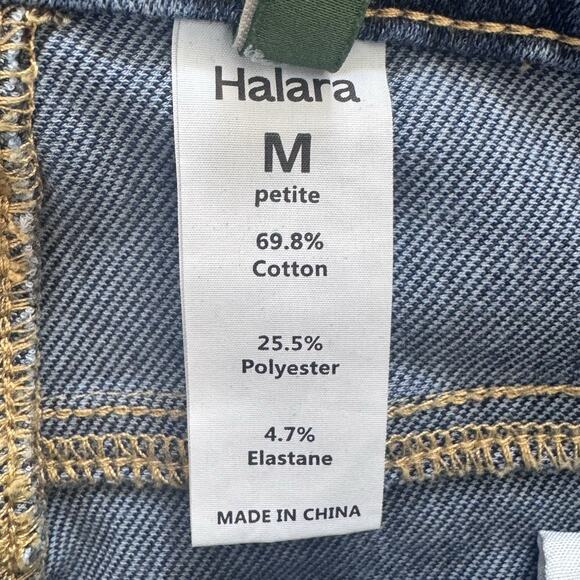 Halara
M
petite
69.8%
Cotton
25.5%
Polyester
4.7%
Elastane
MADE IN CHINA